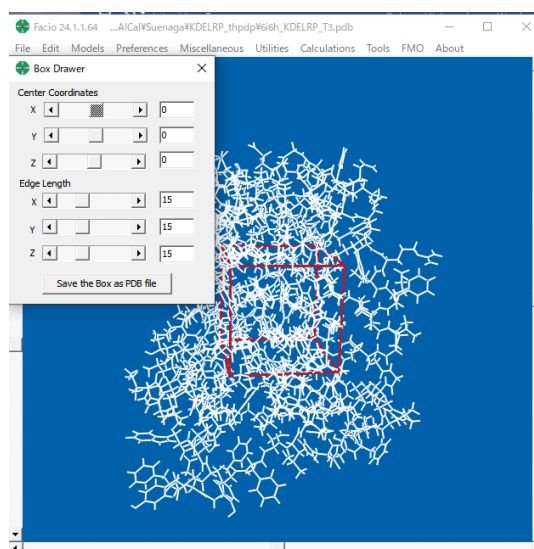 Facio 24.1.1.64 ...AlCal¥Suenaga¥KDELRP_thpdp¥6i6h_KDELRP_T3.pdb
File Edit Models Preferences Miscellaneous Utilities Calculations Tools FMO About
Box Drawer
Center Coordinates
X 0
Y 0
Z 0
Edge Length
X 15
Y 15
Z 15
Save the Box as PDB file